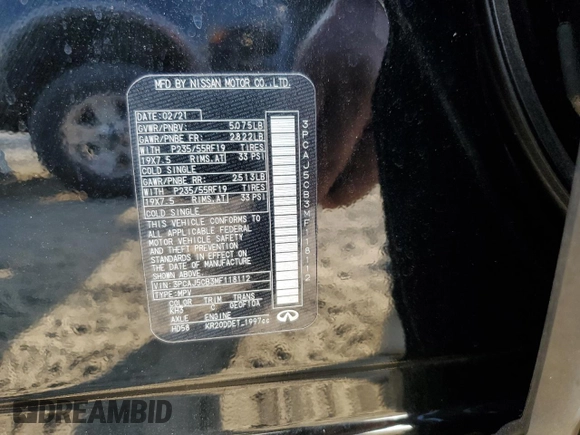 MFD BY NISSAN MOTOR CO.,LTD.
DATE: 02/21
GVWR/PNBV: 5075LB
GAWR/PNBE FR: 2822LB
WITH P235/55RF19 TIRES
19X7.5 RIMS,AT 33 PSI
COLD SINGLE
GAWR/PNBE RR: 2513LB
WITH P235/55RF19 TIRES
19X7.5 RIMS,AT 33 PSI
COLD SINGLE
THIS VEHICLE CONFORMS TO
ALL APPLICABLE FEDERAL
MOTOR VEHICLE SAFETY
AND THEFT PREVENTION
STANDARDS IN EFFECT ON
THE DATE OF MANUFACTURE
SHOWN ABOVE.
VIN: 3PCAJ5CB3MF118112
TYPE: MPV
COLOR TRIM TRANS
KH3 C GE0F10A
AXLE ENGINE
HD58 KR20DDET 1997cc
3PCAJ5CB3MF118112
DREAMBID